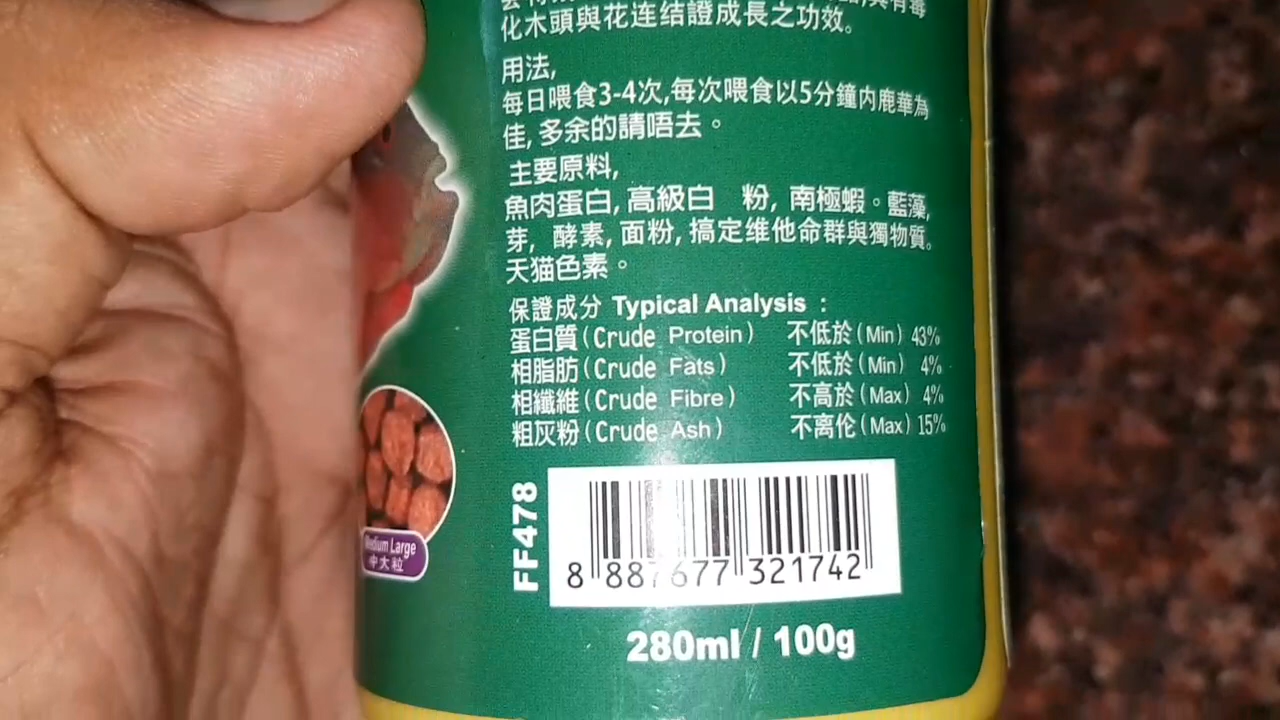 化木頭與花连结證成長之功效。
用法,
每日喂食3-4次,每次喂食以5分鐘内鹿華為
佳, 多余的請唔去。
主要原料,
魚肉蛋白, 高級白 粉, 南極蝦。藍藻,
芽, 酵素, 面粉, 搞定维他命群與獨物質。
天猫色素。
保證成分 Typical Analysis :
蛋白質 (Crude Protein) 不低於 (Min) 43%
相脂肪 (Crude Fats) 不低於 (Min) 4%
相纖維 (Crude Fibre) 不高於 (Max) 4%
粗灰粉 (Crude Ash) 不离伦 (Max) 15%
Medium Large
中大粒
FF478
8 887677 321742
280ml / 100g